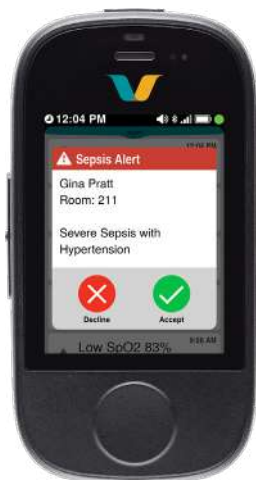 12:04 PM
Sepsis Alert
Gina Pratt
Room: 211
Severe Sepsis with
Hypertension
Decline
Accept
Low SpO2 83%